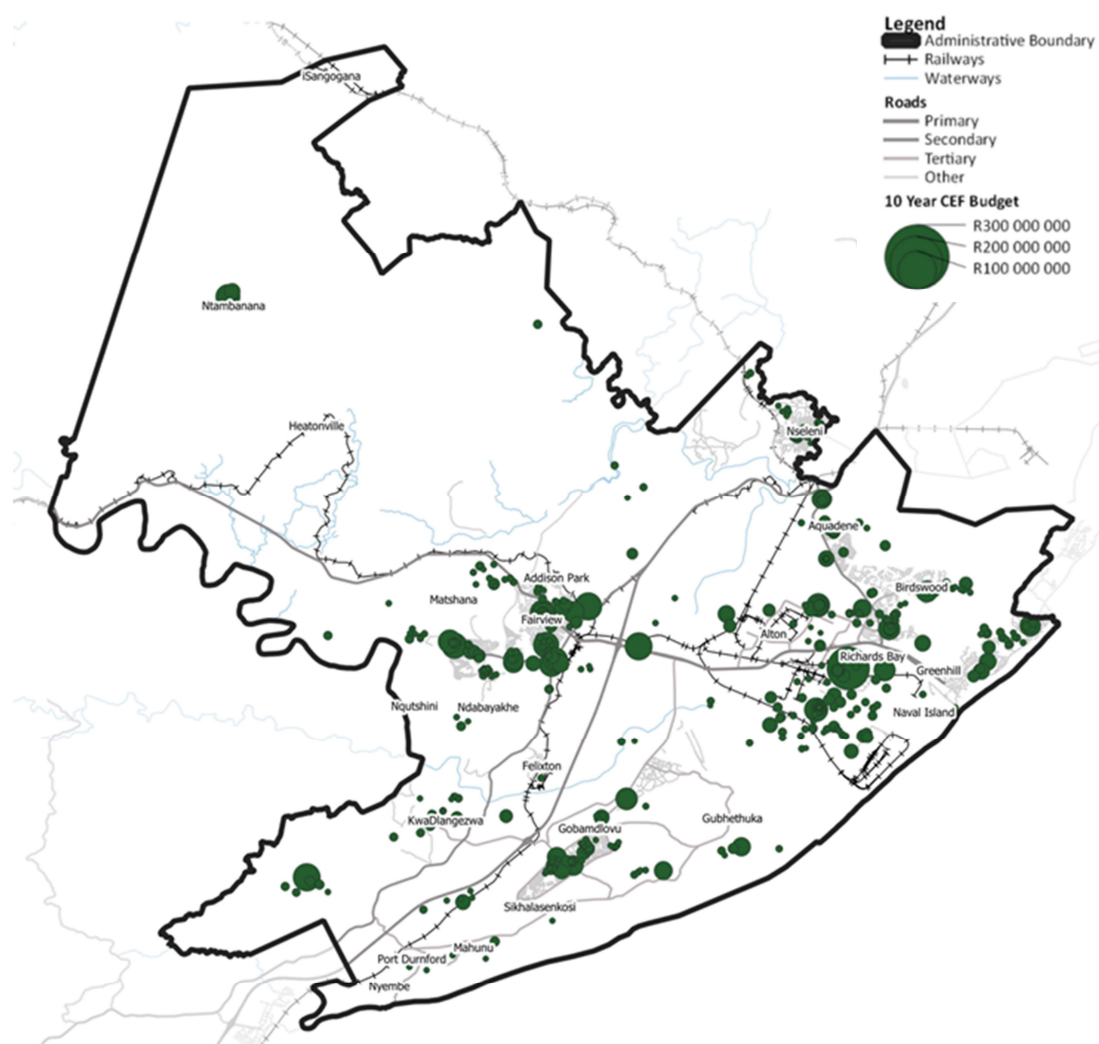 Legend
Administrative Boundary
Railways
Waterways
Roads
Primary
Secondary
Tertiary
Other
10 Year CEF Budget
R300 000 000
R200 000 000
R100 000 000
iSangogana
Ntambanana
Heatonville
Nseleni
Aquadene
Addison Park
Birdswood
Matshana
Fairview
Alton
Richards Bay
Greenhill
Nqutshini
Ndabayakhe
Naval Island
Felixton
KwaDlangezwa
Gobamdlovu
Gubhethuka
Sikhalasenkosi
Mahunu
Port Durnford
Nyembe